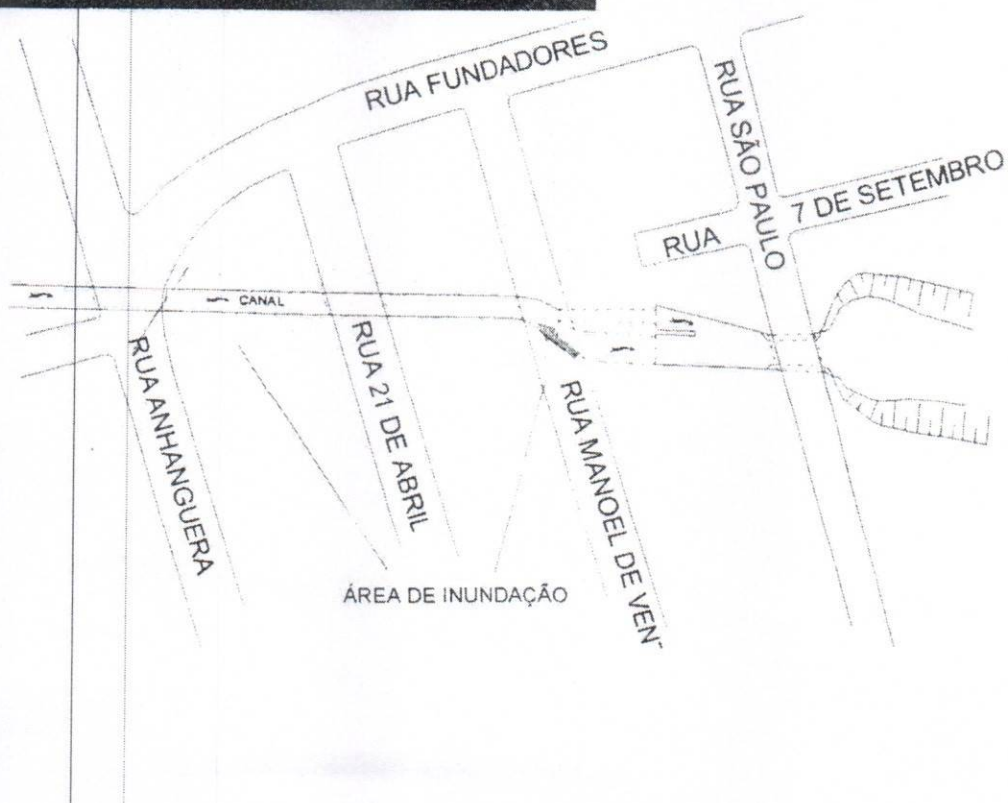 RUA FUNDADORES
RUA SÃO PAULO
RUA 7 DE SETEMBRO
CANAL
RUA ANHANGUERA
RUA 21 DE ABRIL
RUA MANOEL DE VEN
ÁREA DE INUNDAÇÃO